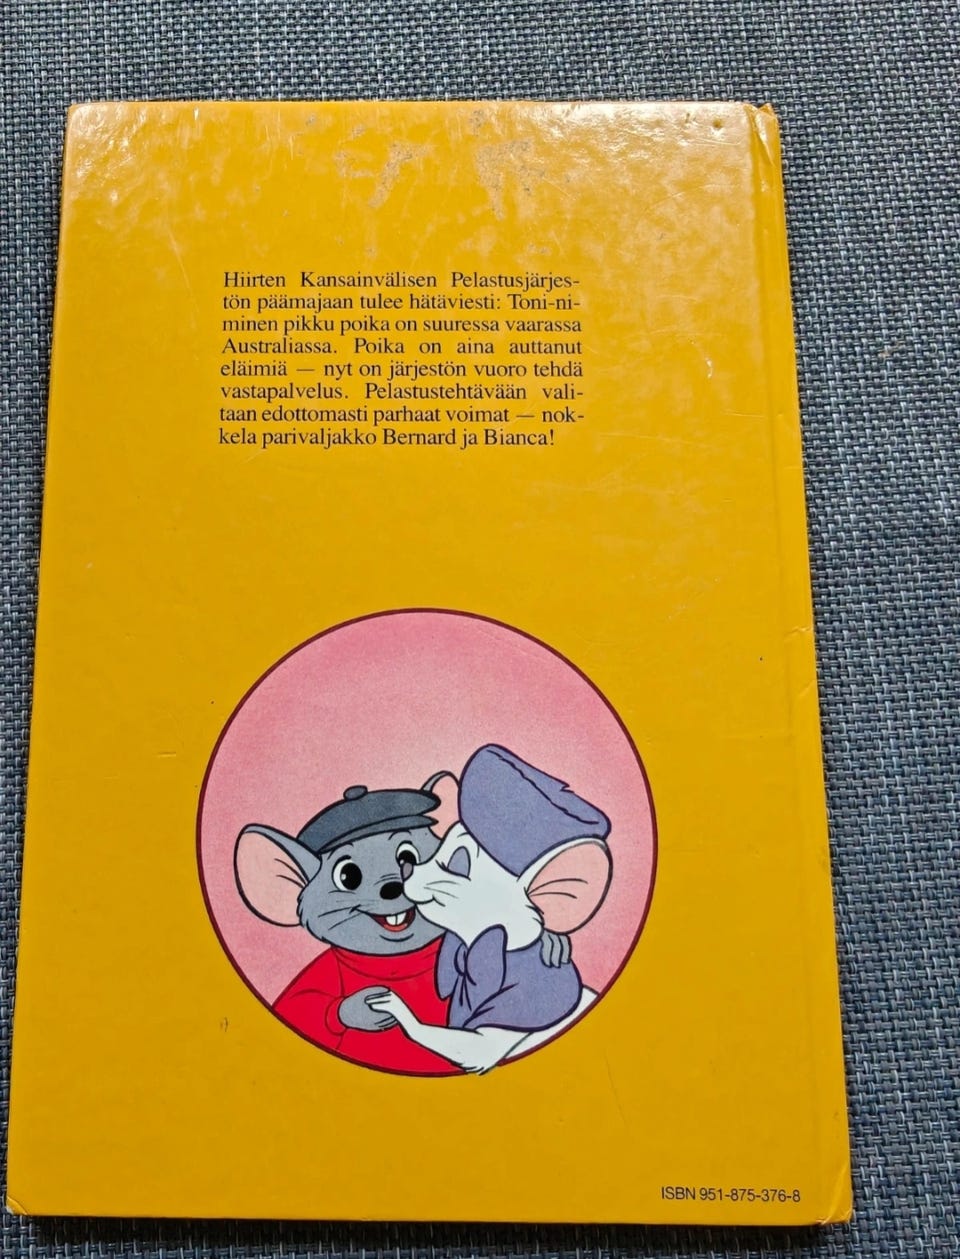 Hiirten Kansainvälisen Pelastusjärjes-
tön päämajaan tulee hätäviesti: Toni-ni-
minen pikku poika on suuressa vaarassa
Australiassa. Poika on aina auttanut
eläimiä — nyt on järjestön vuoro tehdä
vastapalvelus. Pelastustehtävään vali-
taan edottomasti parhaat voimat — nok-
kela parivaljakko Bernard ja Bianca!
ISBN 951-875-376-8